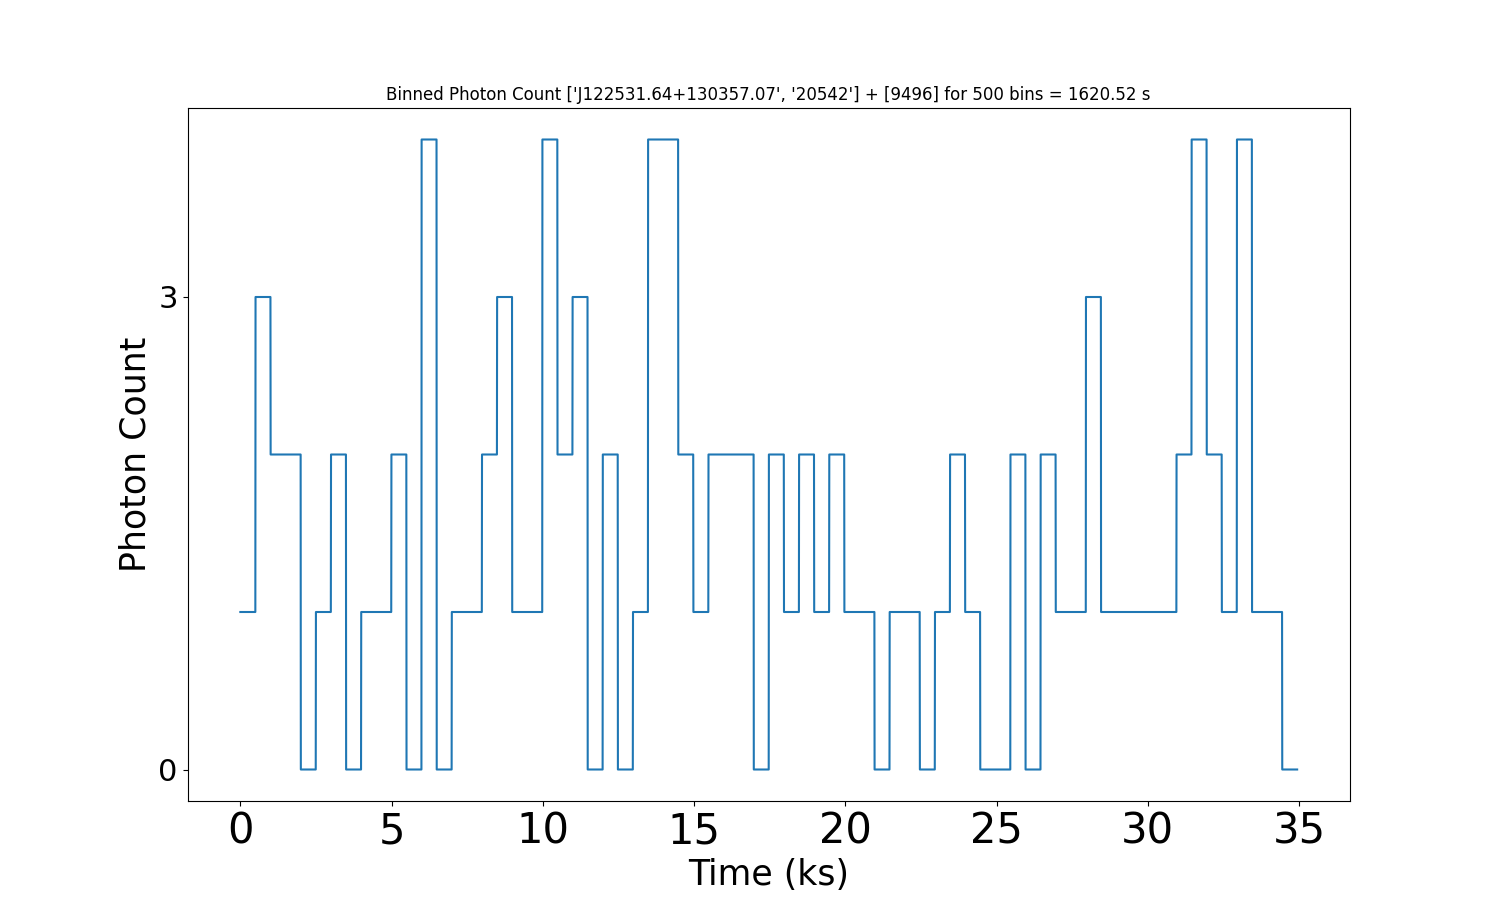 Binned Photon Count ['J122531.64+130357.07', '20542'] + [9496] for 500 bins = 1620.52 s
3
0
Photon Count
0 5 10 15 20 25 30 35
Time (ks)